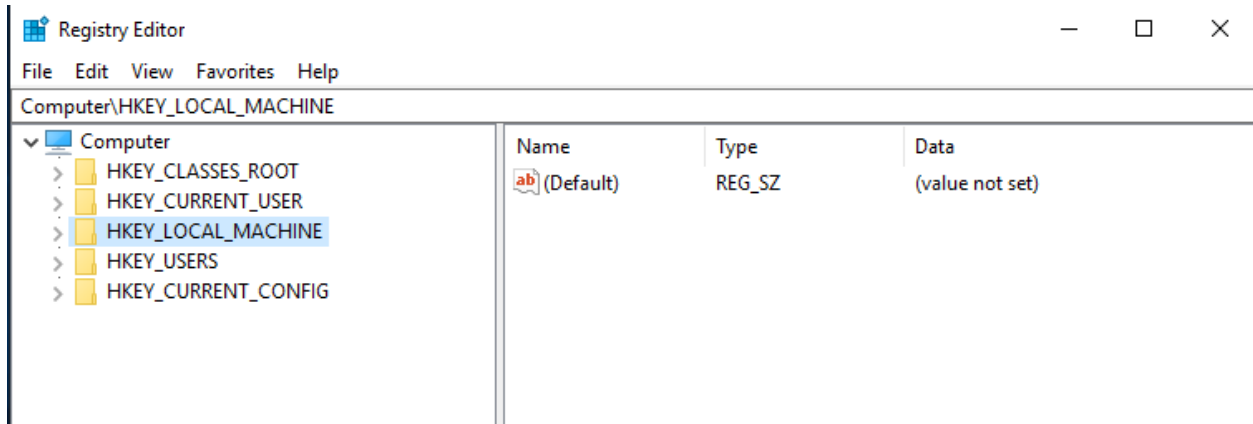 Registry Editor
File Edit View Favorites Help
Computer\HKEY_LOCAL_MACHINE
Computer
HKEY_CLASSES_ROOT
HKEY_CURRENT_USER
HKEY_LOCAL_MACHINE
HKEY_USERS
HKEY_CURRENT_CONFIG
Name Type Data
ab (Default) REG_SZ (value not set)